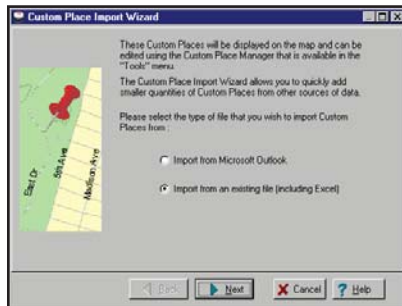 Custom Place Import Wizard
These Custom Places will be displayed on the map and can be
edited using the Custom Place Manager that is available in the
"Tools" menu.
The Custom Place Import Wizard allows you to quickly add
smaller quantities of Custom Places from other sources of data.
Please select the type of file that you wish to import Custom
Places from :
Import from Microsoft Outlook
Import from an existing file (including Excel)
East Dr
5th Ave
Madison Ave
Back
Next
Cancel
Help